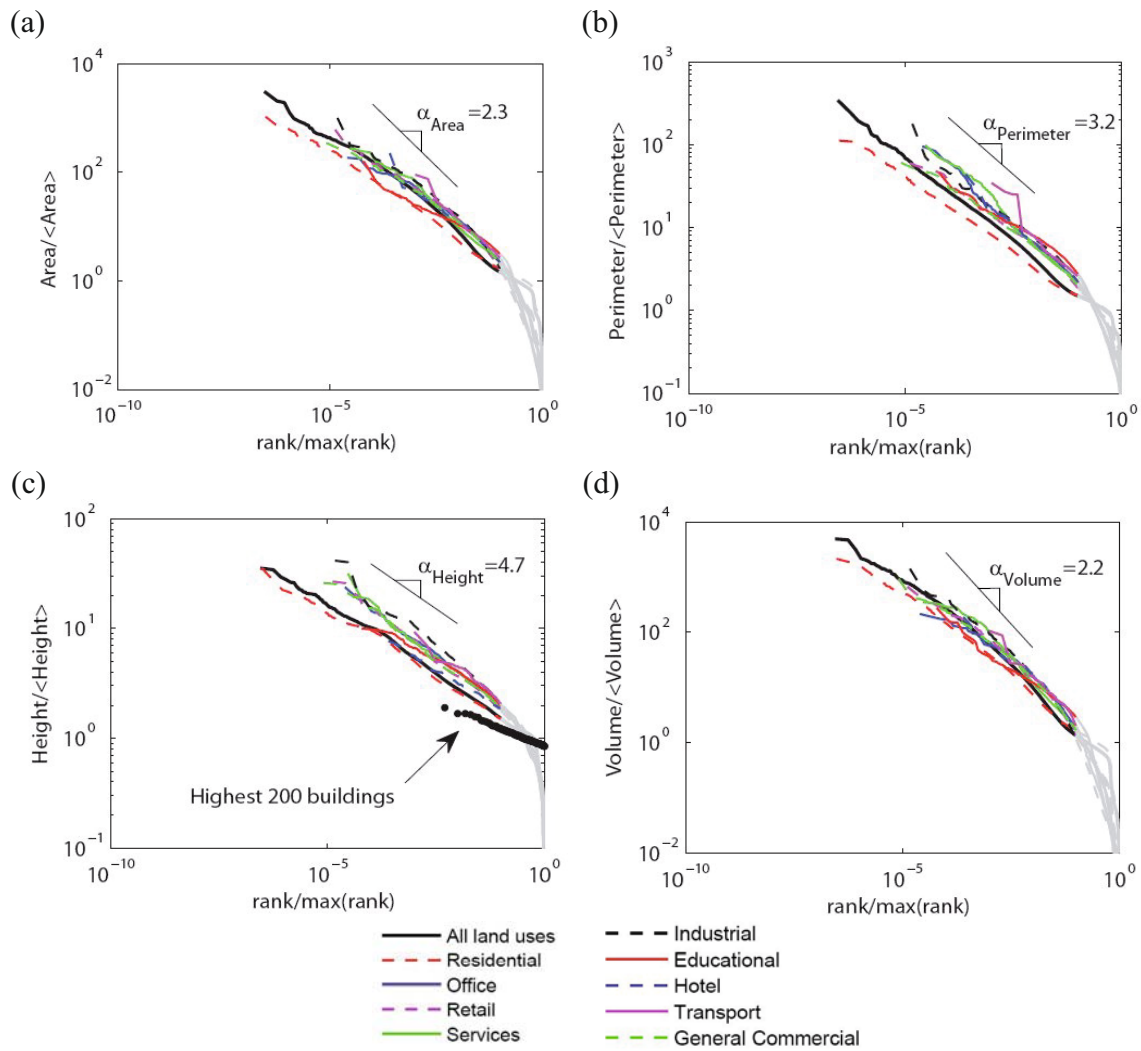 (a)
10^4
10^2
10^0
10^-2
Area/<Area>
α_Area=2.3
10^-10
10^-5
10^0
rank/max(rank)
(b)
10^3
10^2
10^1
10^0
10^-1
Perimeter/<Perimeter>
α_Perimeter=3.2
10^-10
10^-5
10^0
rank/max(rank)
(c)
10^2
10^1
10^0
10^-1
Height/<Height>
α_Height=4.7
Highest 200 buildings
10^-10
10^-5
10^0
rank/max(rank)
(d)
10^4
10^2
10^0
10^-2
Volume/<Volume>
α_Volume=2.2
10^-10
10^-5
10^0
rank/max(rank)
All land uses
Residential
Office
Retail
Services
Industrial
Educational
Hotel
Transport
General Commercial